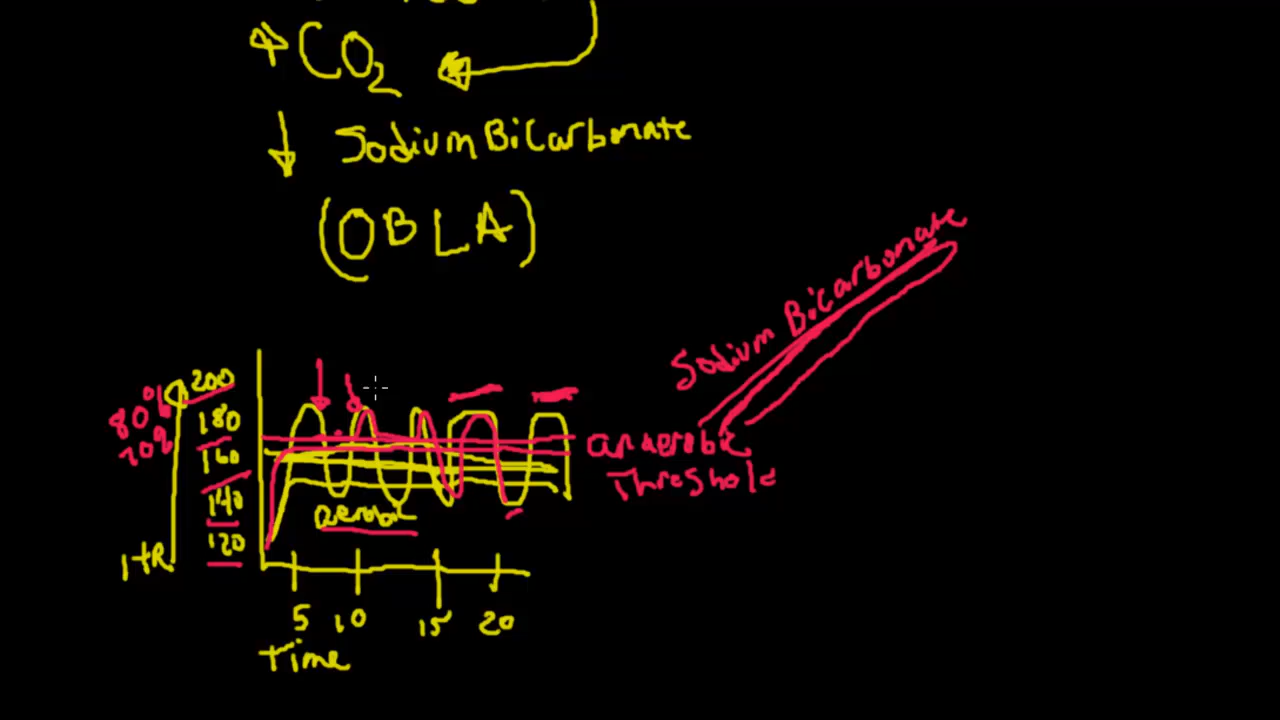 CO2
Sodium BiCarbonate
(OBLA)
Sodium BiCarbonate
200
80%
180
70%
160
anaerobic
Threshold
140
aerobic
120
HR
5 10 15 20
Time